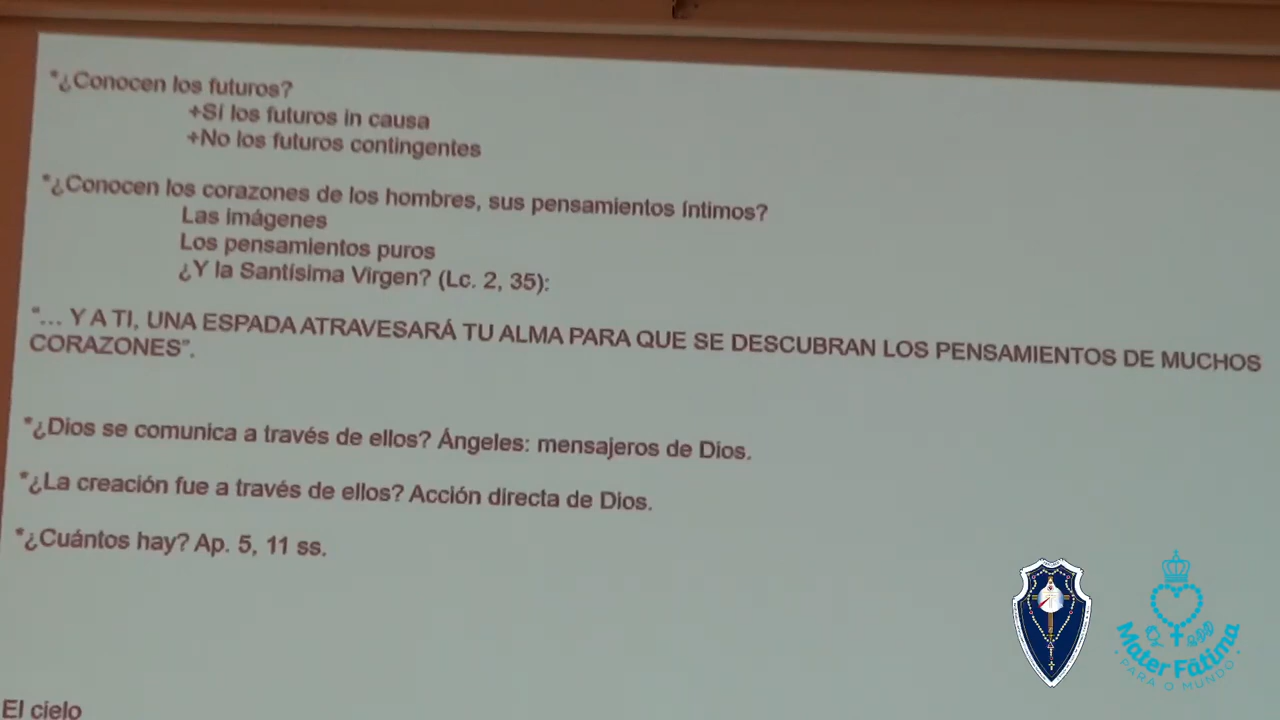 *¿Conocen los futuros?
+Sí los futuros in causa
+No los futuros contingentes
*¿Conocen los corazones de los hombres, sus pensamientos íntimos?
Las imágenes
Los pensamientos puros
¿Y la Santísima Virgen? (Lc. 2, 35):
“... Y A TI, UNA ESPADA ATRAVESARÁ TU ALMA PARA QUE SE DESCUBRAN LOS PENSAMIENTOS DE MUCHOS
CORAZONES”.
*¿Dios se comunica a través de ellos? Ángeles: mensajeros de Dios.
*¿La creación fue a través de ellos? Acción directa de Dios.
*¿Cuántos hay? Ap. 5, 11 ss.
Mater Fátima
PARA O MUNDO
El cielo